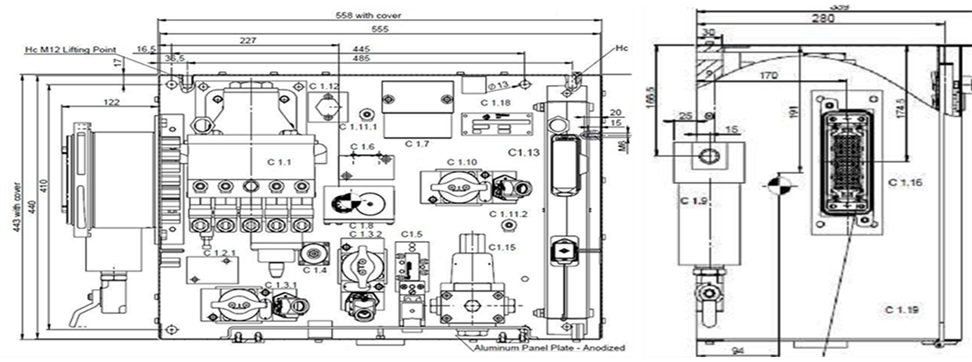 558 with cover
555
227
16,5
445
36,5
485
Hc M12 Lifting Point
Hc
17
122
C 1.12
Ø13
C 1.18
C 1.11.1
C 1.7
20
15
M6
C 1.1
C 1.6
C1.13
C 1.10
443 with cover
440
410
C 1.8
C 1.11.2
C 1.3.2
C1.5
C1.15
C 1.2.1
C 1.4
C 1.3.1
Aluminum Panel Plate - Anodized
280
30
170
166,5
191
174,5
25
15
C 1.9
C 1.16
C 1.19
94